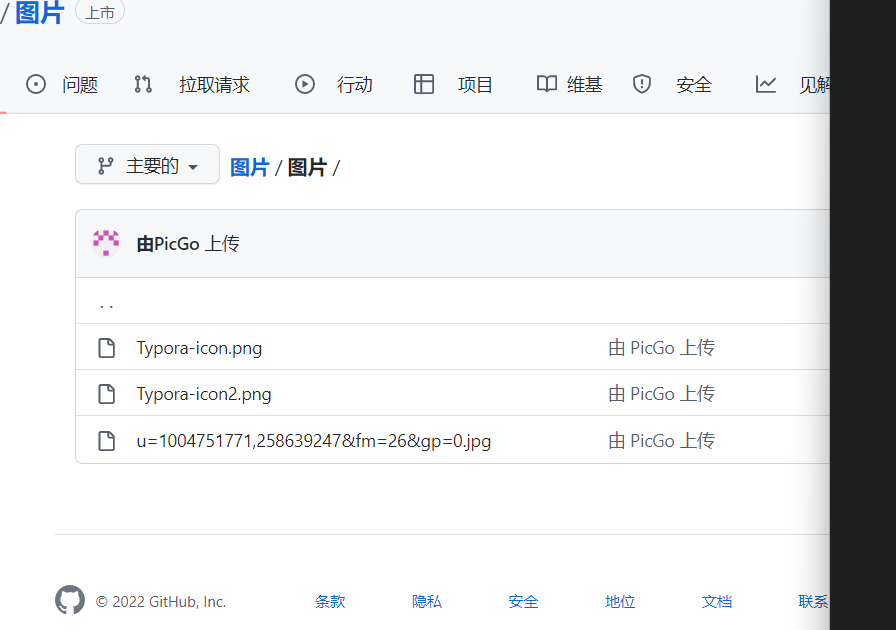 / 图片 上市
问题 拉取请求 行动 项目 维基 安全 见解
主要的 图片 / 图片 /
由PicGo 上传
..
Typora-icon.png 由 PicGo 上传
Typora-icon2.png 由 PicGo 上传
u=1004751771,258639247&fm=26&gp=0.jpg 由 PicGo 上传
© 2022 GitHub, Inc. 条款 隐私 安全 地位 文档 联系